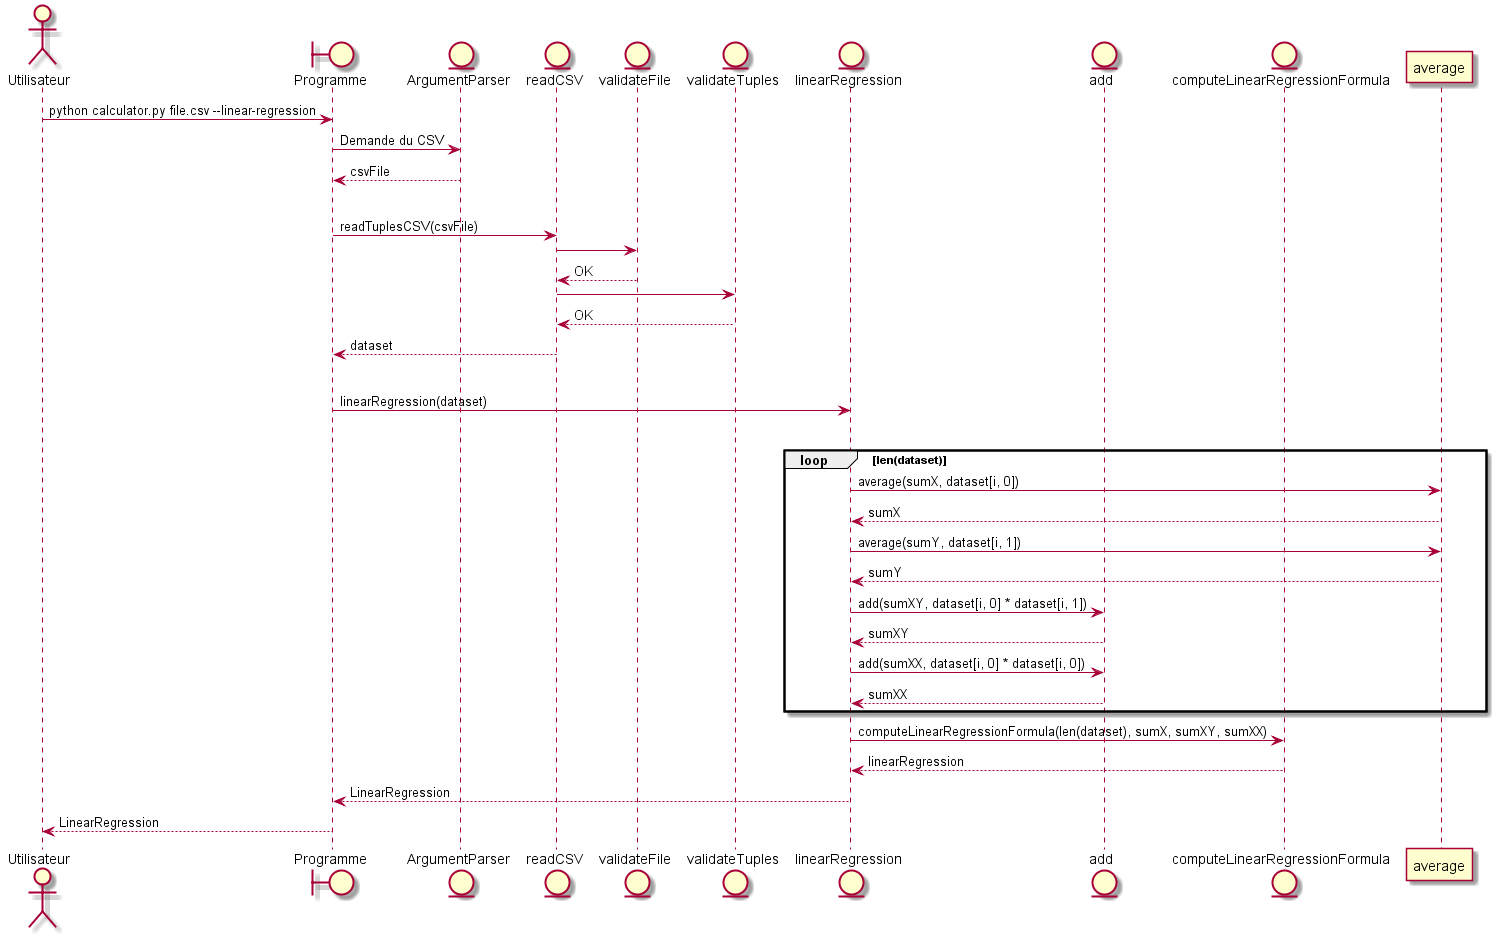 Utilisateur
Programme
ArgumentParser
readCSV
validateFile
validateTuples
linearRegression
add
computeLinearRegressionFormula
average
python calculator.py file.csv --linear-regression
Demande du CSV
csvFile
readTuplesCSV(csvFile)
OK
OK
dataset
linearRegression(dataset)
loop [len(dataset)]
average(sumX, dataset[i, 0])
sumX
average(sumY, dataset[i, 1])
sumY
add(sumXY, dataset[i, 0] * dataset[i, 1])
sumXY
add(sumXX, dataset[i, 0] * dataset[i, 0])
sumXX
computeLinearRegressionFormula(len(dataset), sumX, sumXY, sumXX)
linearRegression
LinearRegression
LinearRegression
Utilisateur
Programme
ArgumentParser
readCSV
validateFile
validateTuples
linearRegression
add
computeLinearRegressionFormula
average